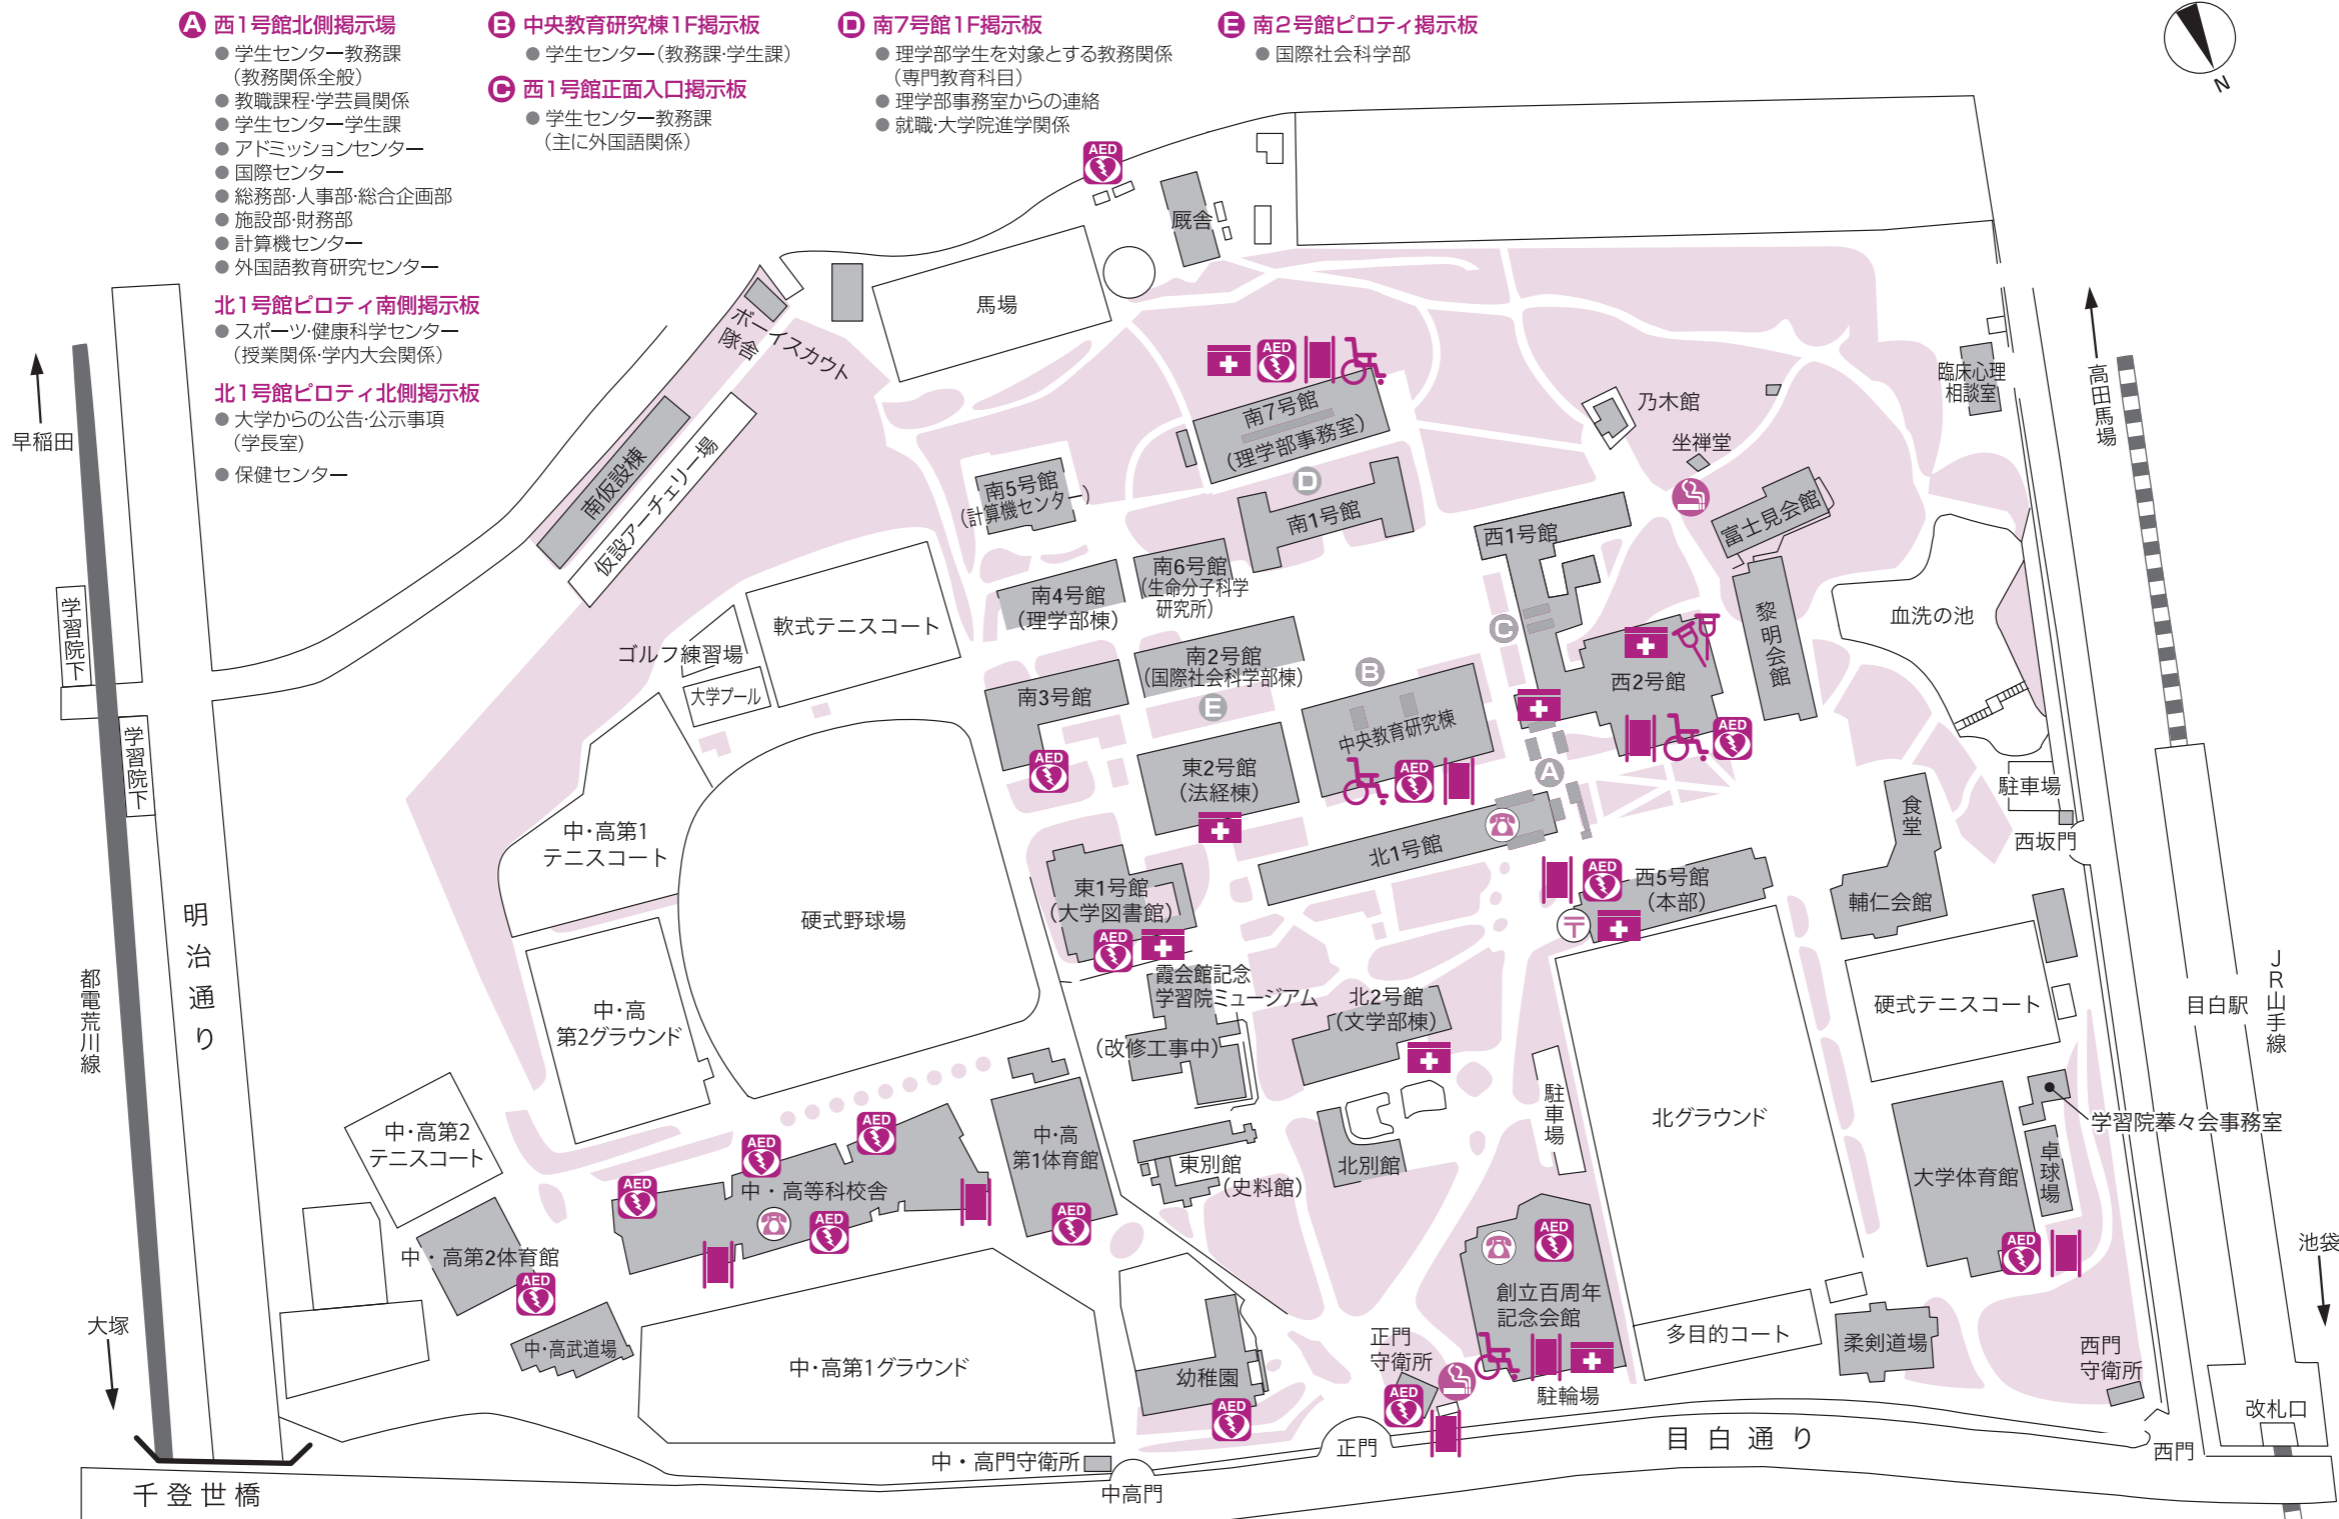 A 西1号館北側掲示場
● 学生センター教務課
(教務関係全般)
● 教職課程・学芸員関係
● 学生センター学生課
● アドミッションセンター
● 国際センター
● 総務部・人事部・総合企画部
● 施設部・財務部
● 計算機センター
● 外国語教育研究センター
北1号館ピロティ南側掲示板
● スポーツ・健康科学センター
(授業関係・学内大会関係)
北1号館ピロティ北側掲示板
● 大学からの公告・公示事項
(学長室)
● 保健センター
B 中央教育研究棟1F掲示板
● 学生センター(教務課・学生課)
C 西1号館正面入口掲示板
● 学生センター教務課
(主に外国語関係)
D 南7号館1F掲示板
● 理学部学生を対象とする教務関係
(専門教育科目)
● 理学部事務室からの連絡
● 就職・大学院進学関係
E 南2号館ピロティ掲示板
● 国際社会科学部
N
AED
厩舎
馬場
ボーイスカウト
隊舎
早稲田
南仮設棟
仮設アーチェリー場
AED
南7号館
(理学部事務室)
D
南5号館
(計算機センター)
南1号館
乃木館
坐禅堂
臨床心理
相談室
高田馬場
富士見会館
西1号館
南6号館
(生命分子科学
研究所)
南4号館
(理学部棟)
学習院下
軟式テニスコート
ゴルフ練習場
大学プール
南2号館
(国際社会科学部棟)
E
南3号館
AED
B
中央教育研究棟
AED
C
西2号館
AED
黎明会館
血洗の池
学習院下
東2号館
(法経棟)
A
駐車場
西坂門
食堂
輔仁会館
中・高第1
テニスコート
硬式野球場
北1号館
AED
西5号館
(本部)
〒
東1号館
(大学図書館)
AED
明治通り
都電荒川線
霞会館記念
学習院ミュージアム
(改修工事中)
北2号館
(文学部棟)
硬式テニスコート
目白駅
JR山手線
中・高
第2グラウンド
駐車場
北グラウンド
学習院蓁々会事務室
中・高第2
テニスコート
AED
AED
AED
中・高等科校舎
AED
中・高
第1体育館
AED
東別館
(史料館)
北別館
大学体育館
AED
卓球場
池袋
中・高第2体育館
AED
大塚
中・高武道場
中・高第1グラウンド
幼稚園
AED
AED
創立百周年
記念会館
駐輪場
正門
守衛所
AED
多目的コート
柔剣道場
西門
守衛所
改札口
西門
目白通り
正門
中・高門守衛所
中高門
千登世橋